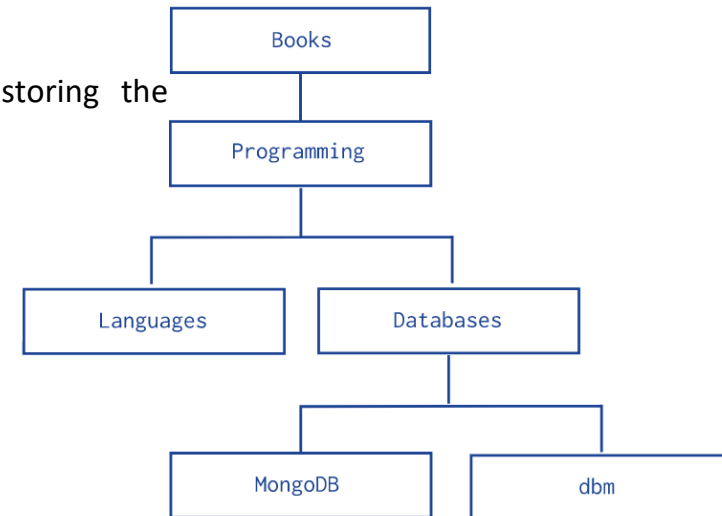 Books
storing the
Programming
Languages Databases
MongoDB dbm